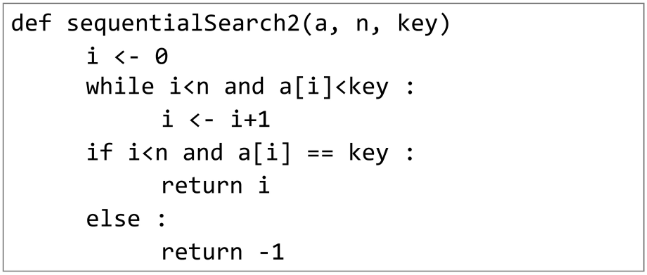 def sequentialSearch2(a, n, key)
i <- 0
while i<n and a[i]<key :
i <- i+1
if i<n and a[i] == key :
return i
else :
return -1